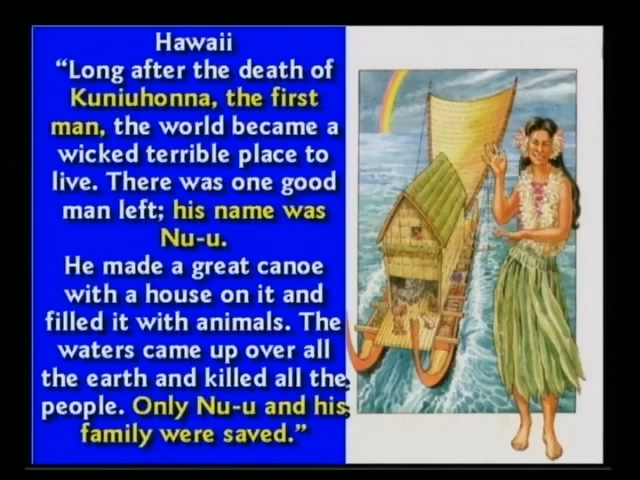 Hawaii
“Long after the death of
Kuniuhonna, the first
man, the world became a
wicked terrible place to
live. There was one good
man left; his name was
Nu-u.
He made a great canoe
with a house on it and
filled it with animals. The
waters came up over all
the earth and killed all the
people. Only Nu-u and his
family were saved.”